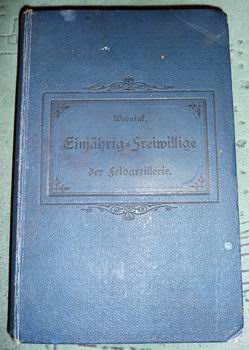 Wernigk,
Einjährig-Freiwillige
der Feldartillerie.